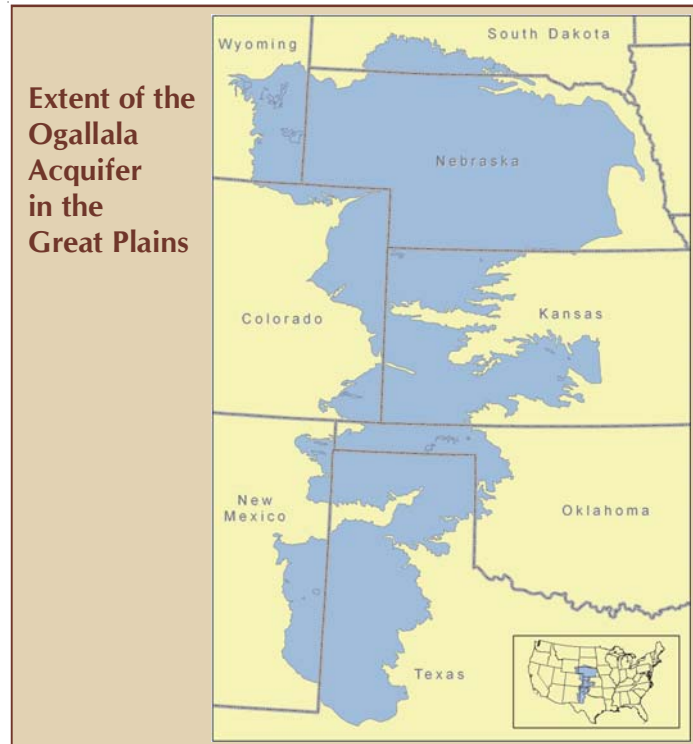 Extent of the
Ogallala
Acquifer
in the
Great Plains
Wyoming
South Dakota
Nebraska
Colorado
Kansas
New
Mexico
Oklahoma
Texas